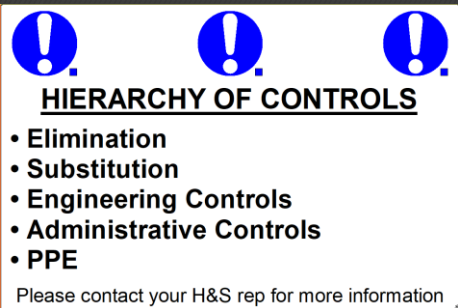 HIERARCHY OF CONTROLS
• Elimination
• Substitution
• Engineering Controls
• Administrative Controls
• PPE
Please contact your H&S rep for more information